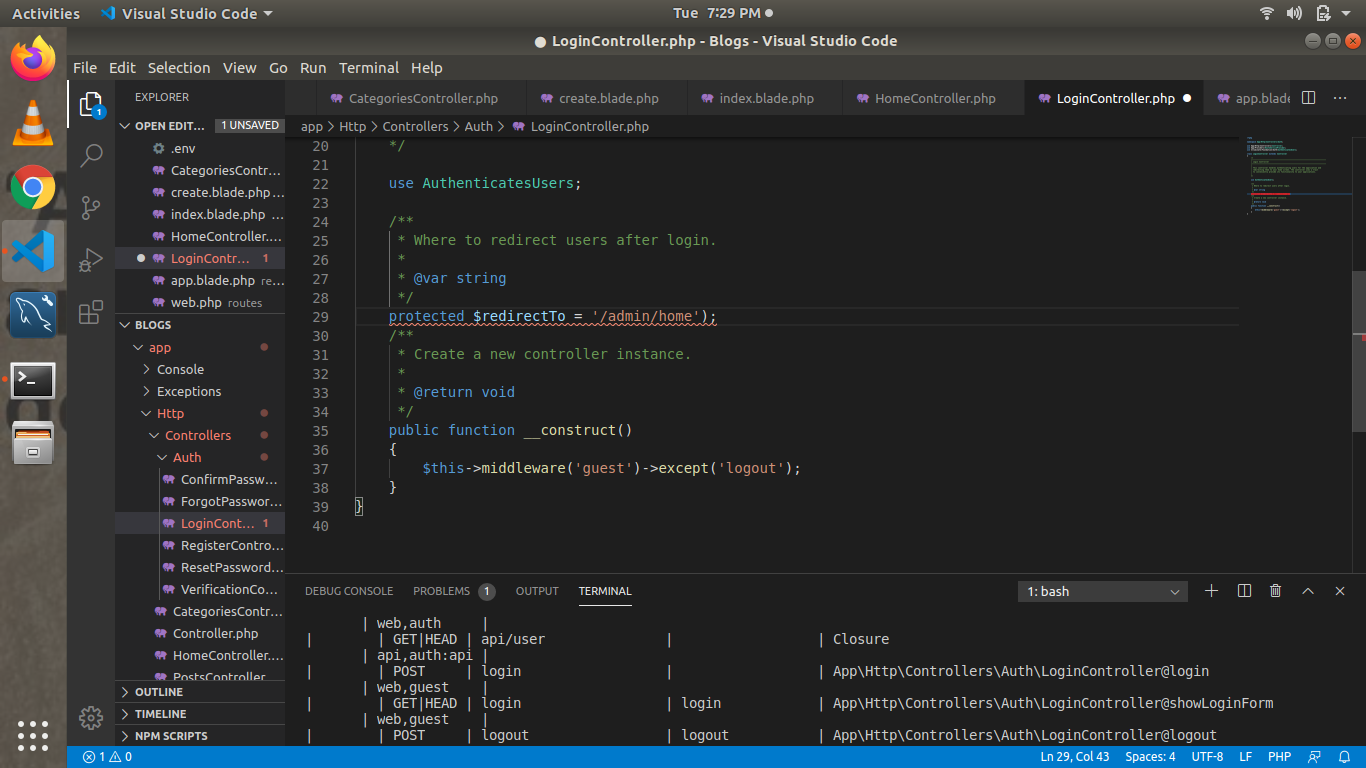 Activities
Visual Studio Code
Tue 7:29 PM
LoginController.php - Blogs - Visual Studio Code
File Edit Selection View Go Run Terminal Help
1
EXPLORER
CategoriesController.php
create.blade.php
index.blade.php
HomeController.php
LoginController.php
app.blade
OPEN EDIT... 1 UNSAVED
.env
CategoriesContr...
create.blade.php ...
index.blade.php ...
HomeController....
LoginContr... 1
app.blade.php re...
web.php routes
BLOGS
app
Console
Exceptions
Http
Controllers
Auth
ConfirmPassw...
ForgotPasswor...
LoginCont... 1
RegisterContro...
ResetPassword...
VerificationCo...
CategoriesContr...
Controller.php
HomeController....
PostsController
OUTLINE
TIMELINE
NPM SCRIPTS
app > Http > Controllers > Auth > LoginController.php
20 */
21
22 use AuthenticatesUsers;
23
24 /**
25 * Where to redirect users after login.
26 *
27 * @var string
28 */
29 protected $redirectTo = '/admin/home');
30 /**
31 * Create a new controller instance.
32 *
33 * @return void
34 */
35 public function __construct()
36 {
37 $this->middleware('guest')->except('logout');
38 }
39 }
40
DEBUG CONSOLE PROBLEMS 1 OUTPUT TERMINAL
1: bash
| web,auth |
| | GET|HEAD | api/user | | Closure
| api,auth:api |
| | POST | login | | App\Http\Controllers\Auth\LoginController@login
| web,guest |
| | GET|HEAD | login | login | App\Http\Controllers\Auth\LoginController@showLoginForm
| web,guest |
| | POST | logout | logout | App\Http\Controllers\Auth\LoginController@logout
1 0
Ln 29, Col 43 Spaces: 4 UTF-8 LF PHP